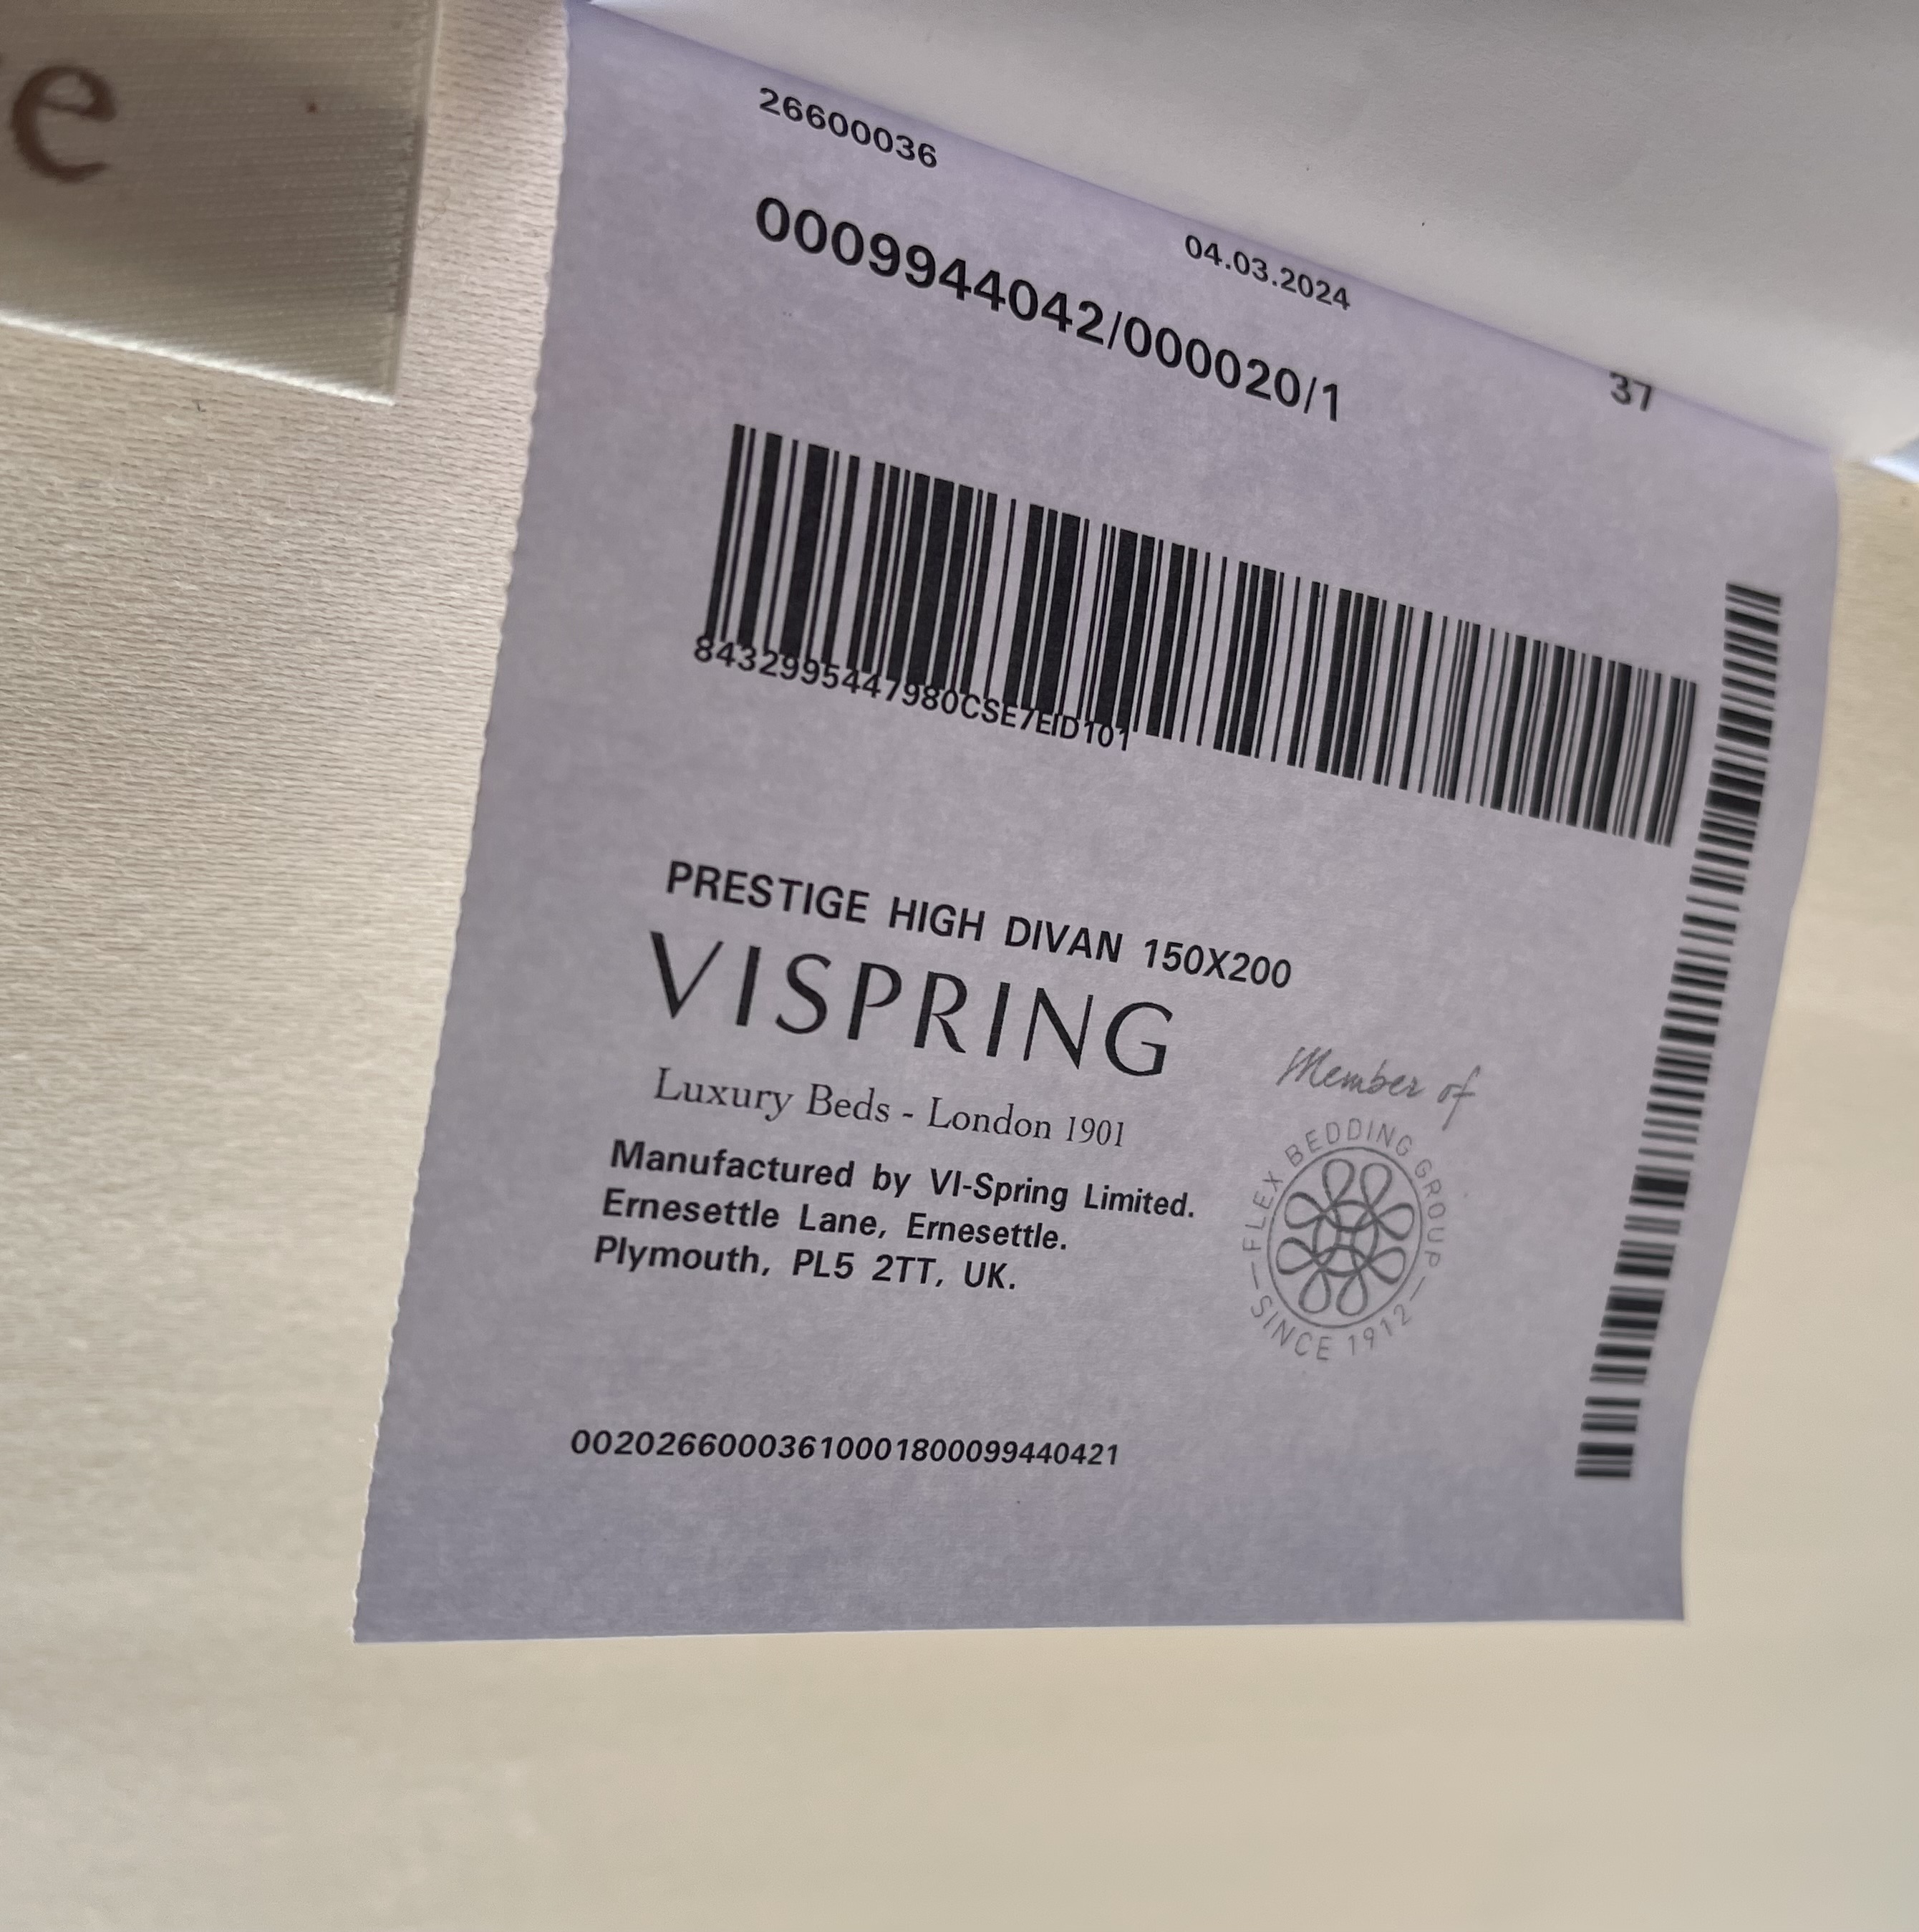 e
26600036
04.03.2024
37
0009944042/000020/1
8432995447980CSE7EID101
PRESTIGE HIGH DIVAN 150X200
VISPRING
Luxury Beds - London 1901
Manufactured by VI-Spring Limited.
Ernesettle Lane, Ernesettle.
Plymouth, PL5 2TT, UK.
Member of
FLEX BEDDING GROUP
SINCE 1912
00202660003610001800099440421